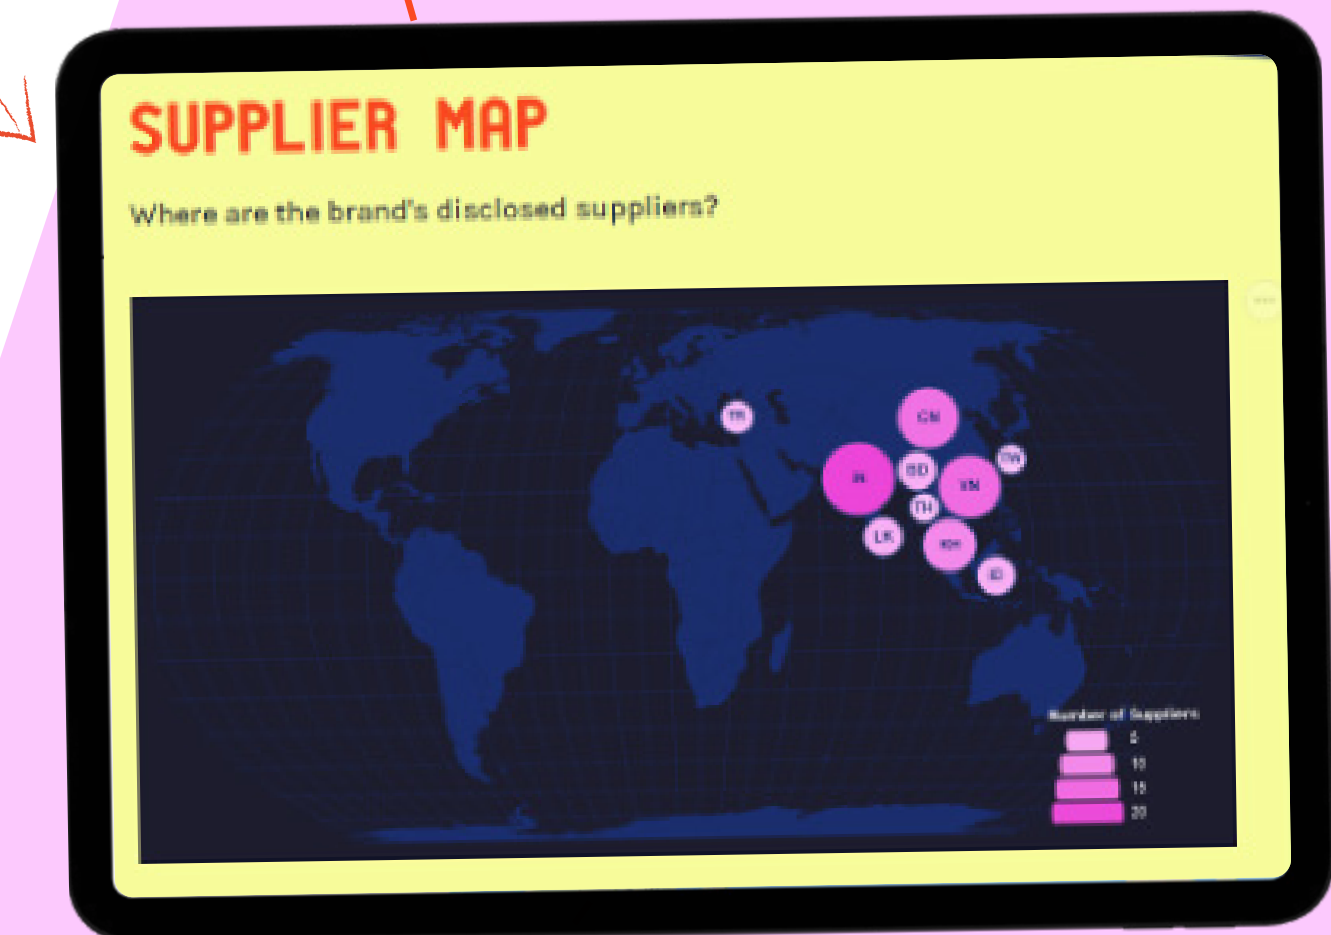 SUPPLIER MAP
Where are the brand's disclosed suppliers?
TR
CN
IN
BD
TW
VN
TH
LK
KH
ID
Number of Suppliers
5
10
15
20